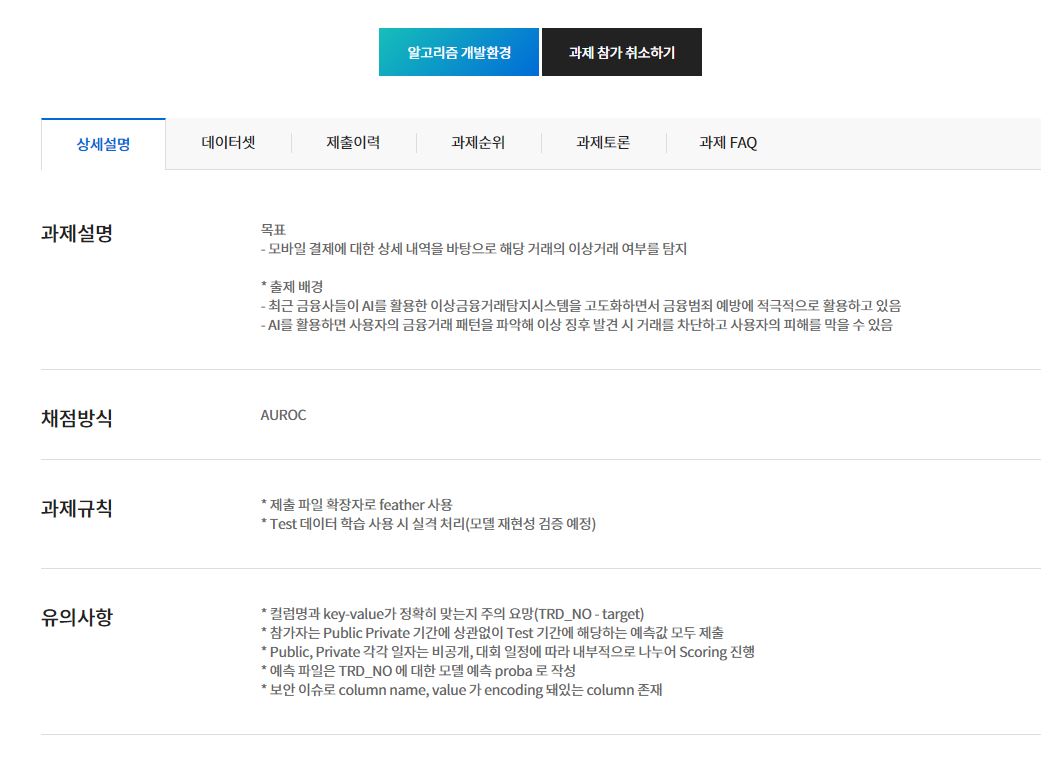 알고리즘 개발환경
과제 참가 취소하기
상세설명
데이터셋
제출이력
과제순위
과제토론
과제 FAQ
과제설명
목표
- 모바일 결제에 대한 상세 내역을 바탕으로 해당 거래의 이상거래 여부를 탐지
* 출제 배경
- 최근 금융사들이 AI를 활용한 이상금융거래탐지시스템을 고도화하면서 금융범죄 예방에 적극적으로 활용하고 있음
- AI를 활용하면 사용자의 금융거래 패턴을 파악해 이상 징후 발견 시 거래를 차단하고 사용자의 피해를 막을 수 있음
채점방식
AUROC
과제규칙
* 제출 파일 확장자로 feather 사용
* Test 데이터 학습 사용 시 실격 처리(모델 재현성 검증 예정)
유의사항
* 컬럼명과 key-value가 정확히 맞는지 주의 요망(TRD_NO - target)
* 참가자는 Public Private 기간에 상관없이 Test 기간에 해당하는 예측값 모두 제출
* Public, Private 각각 일자는 비공개, 대회 일정에 따라 내부적으로 나누어 Scoring 진행
* 예측 파일은 TRD_NO 에 대한 모델 예측 proba 로 작성
* 보안 이슈로 column name, value 가 encoding 돼있는 column 존재